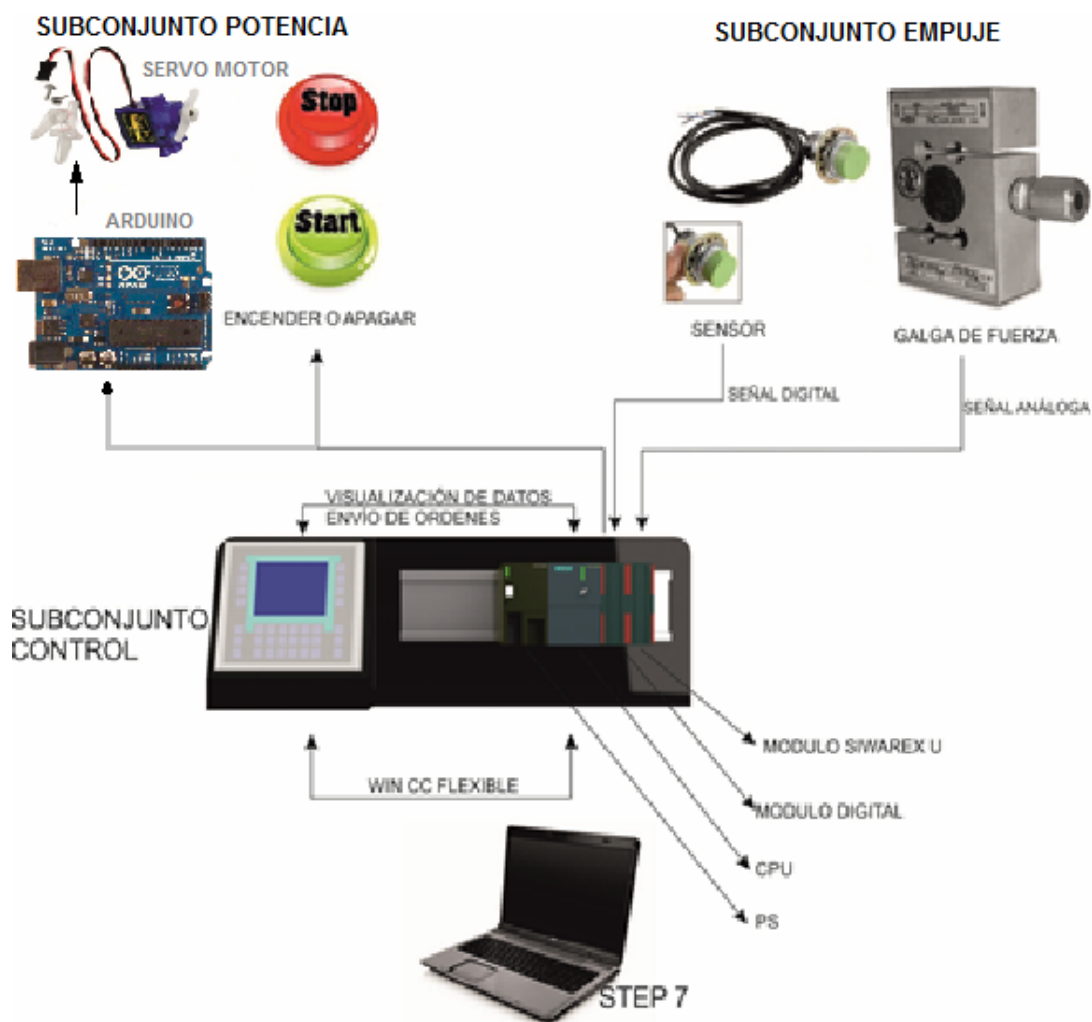 SUBCONJUNTO POTENCIA
SERVO MOTOR
Stop
ARDUINO
Start
ENCENDER O APAGAR
SUBCONJUNTO EMPUJE
SENSOR
GALGA DE FUERZA
SEÑAL DIGITAL
SEÑAL ANÁLOGA
VISUALIZACIÓN DE DATOS
ENVÍO DE ORDENES
SUBCONJUNTO
CONTROL
WIN CC FLEXIBLE
MODULO SIWAREX U
MODULO DIGITAL
CPU
PS
STEP 7